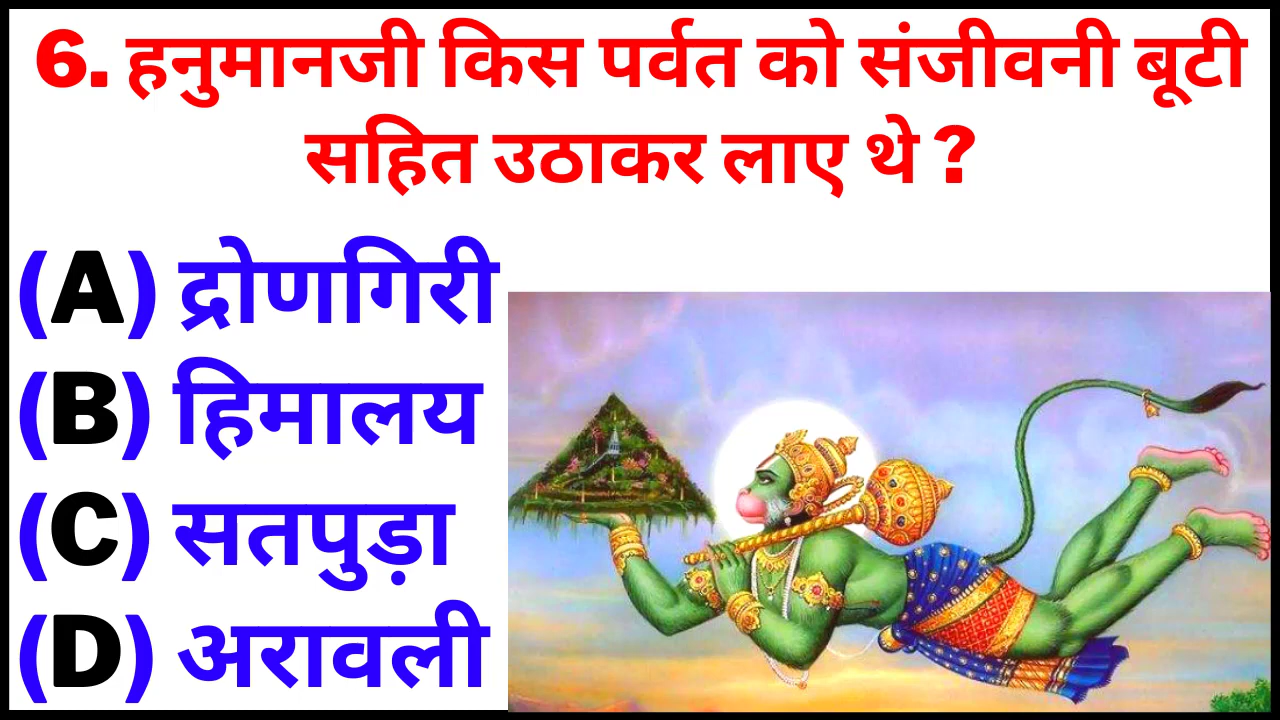 6. हनुमानजी किस पर्वत को संजीवनी बूटी
सहित उठाकर लाए थे ?
(A) द्रोणगिरी
(B) हिमालय
(C) सतपुड़ा
(D) अरावली